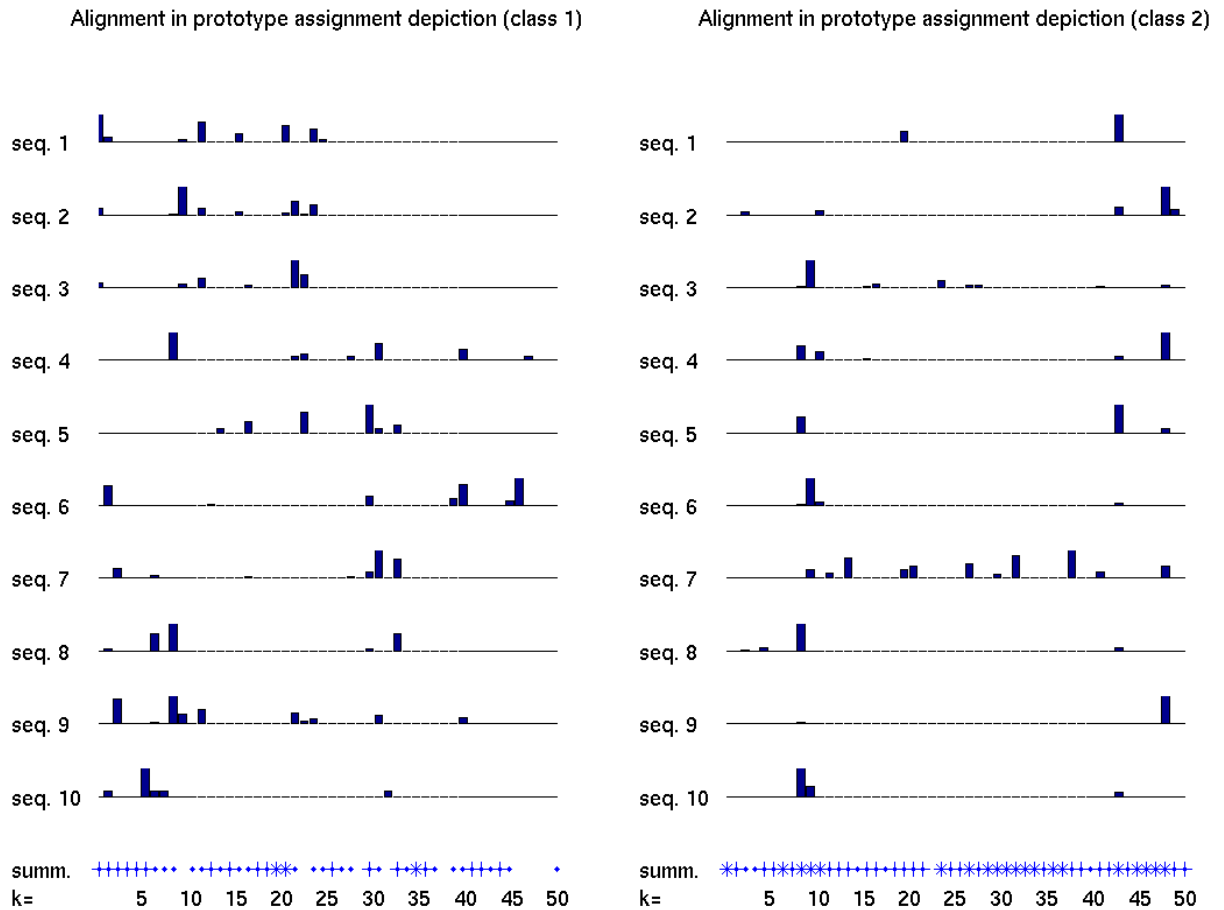 Alignment in prototype assignment depiction (class 1)
seq. 1
seq. 2
seq. 3
seq. 4
seq. 5
seq. 6
seq. 7
seq. 8
seq. 9
seq. 10
summ.
k= 5 10 15 20 25 30 35 40 45 50
Alignment in prototype assignment depiction (class 2)
seq. 1
seq. 2
seq. 3
seq. 4
seq. 5
seq. 6
seq. 7
seq. 8
seq. 9
seq. 10
summ.
k= 5 10 15 20 25 30 35 40 45 50